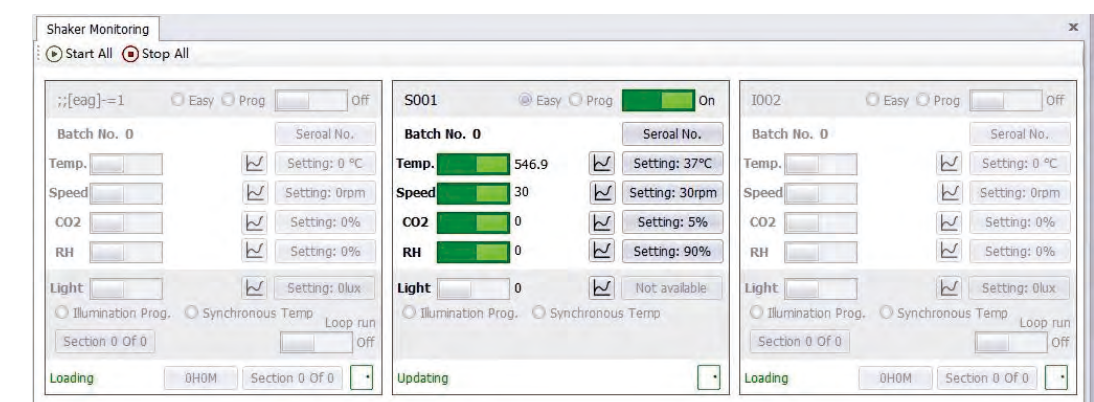 Shaker Monitoring x
Start All Stop All
;;[eag]-=1 Easy Prog Off
Batch No. 0 Seroal No.
Temp. Setting: 0 ºC
Speed Setting: 0rpm
CO2 Setting: 0%
RH Setting: 0%
Light Setting: 0lux
Illumination Prog. Synchronous Temp
Loop run
Section 0 Of 0 Off
Loading 0H0M Section 0 Of 0
S001 Easy Prog On
Batch No. 0 Seroal No.
Temp. 546.9 Setting: 37ºC
Speed 30 Setting: 30rpm
CO2 0 Setting: 5%
RH 0 Setting: 90%
Light 0 Not available
Illumination Prog. Synchronous Temp
Updating
I002 Easy Prog Off
Batch No. 0 Seroal No.
Temp. Setting: 0 ºC
Speed Setting: 0rpm
CO2 Setting: 0%
RH Setting: 0%
Light Setting: 0lux
Illumination Prog. Synchronous Temp
Loop run
Section 0 Of 0 Off
Loading 0H0M Section 0 Of 0